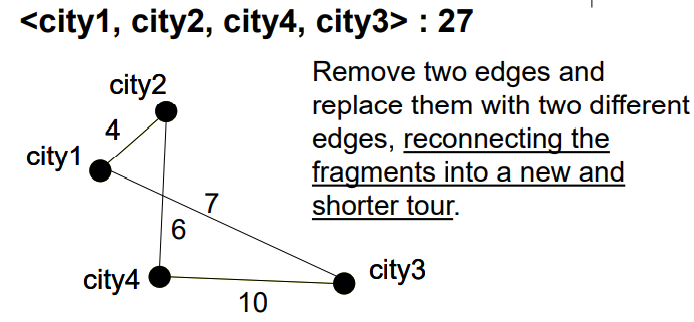 <city1, city2, city4, city3> : 27
Remove two edges and
replace them with two different
edges, reconnecting the
fragments into a new and
shorter tour.
city2
4
city1
7
6
city4
city3
10